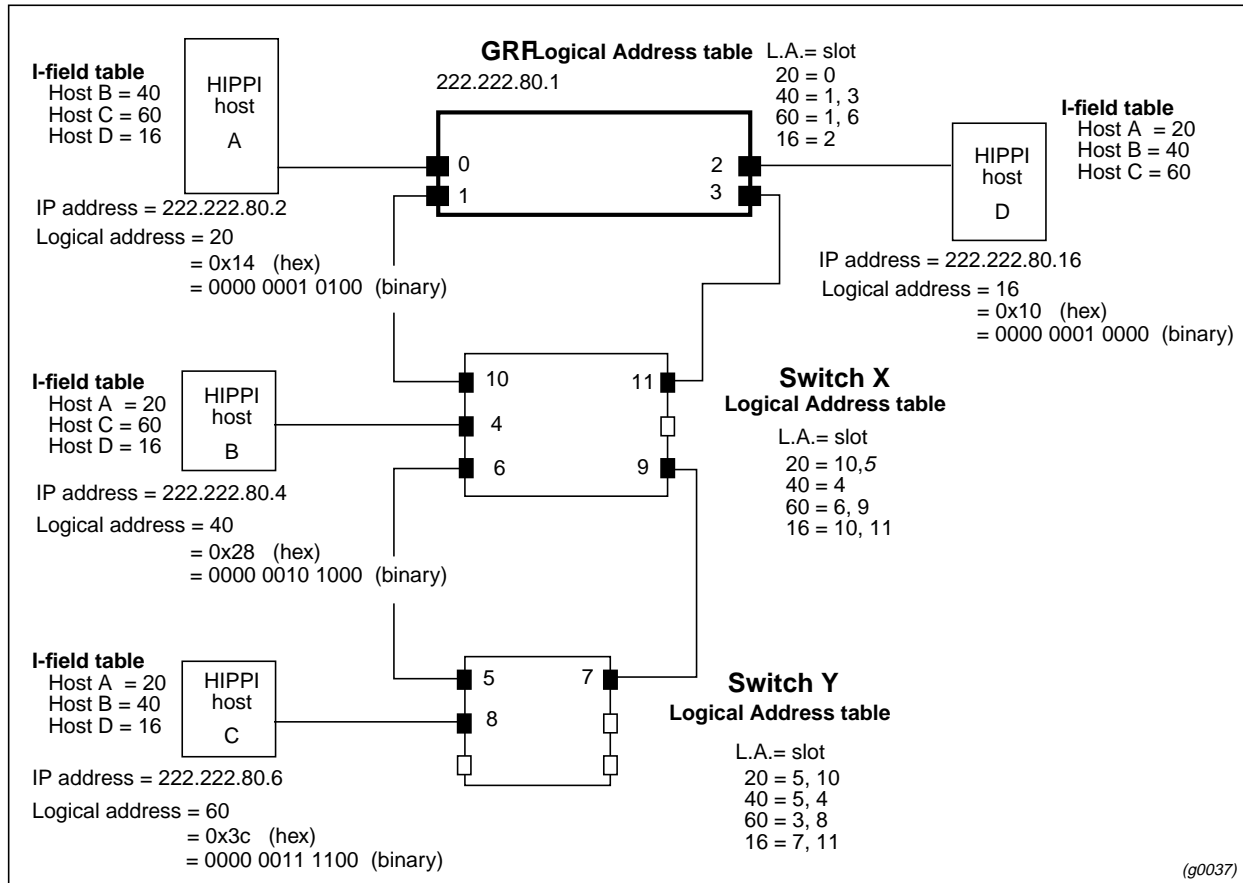 I-field table
Host B = 40
Host C = 60
Host D = 16
HIPPI
host
A
IP address = 222.222.80.2
Logical address = 20
= 0x14 (hex)
= 0000 0001 0100 (binary)
GRF Logical Address table
222.222.80.1
L.A.= slot
20 = 0
40 = 1, 3
60 = 1, 6
16 = 2
0
1
2
3
HIPPI
host
D
I-field table
Host A = 20
Host B = 40
Host C = 60
IP address = 222.222.80.16
Logical address = 16
= 0x10 (hex)
= 0000 0001 0000 (binary)
I-field table
Host A = 20
Host C = 60
Host D = 16
HIPPI
host
B
IP address = 222.222.80.4
Logical address = 40
= 0x28 (hex)
= 0000 0010 1000 (binary)
10
4
6
11
9
Switch X
Logical Address table
L.A.= slot
20 = 10,5
40 = 4
60 = 6, 9
16 = 10, 11
I-field table
Host A = 20
Host B = 40
Host D = 16
HIPPI
host
C
IP address = 222.222.80.6
Logical address = 60
= 0x3c (hex)
= 0000 0011 1100 (binary)
5
8
7
Switch Y
Logical Address table
L.A.= slot
20 = 5, 10
40 = 5, 4
60 = 3, 8
16 = 7, 11
(g0037)